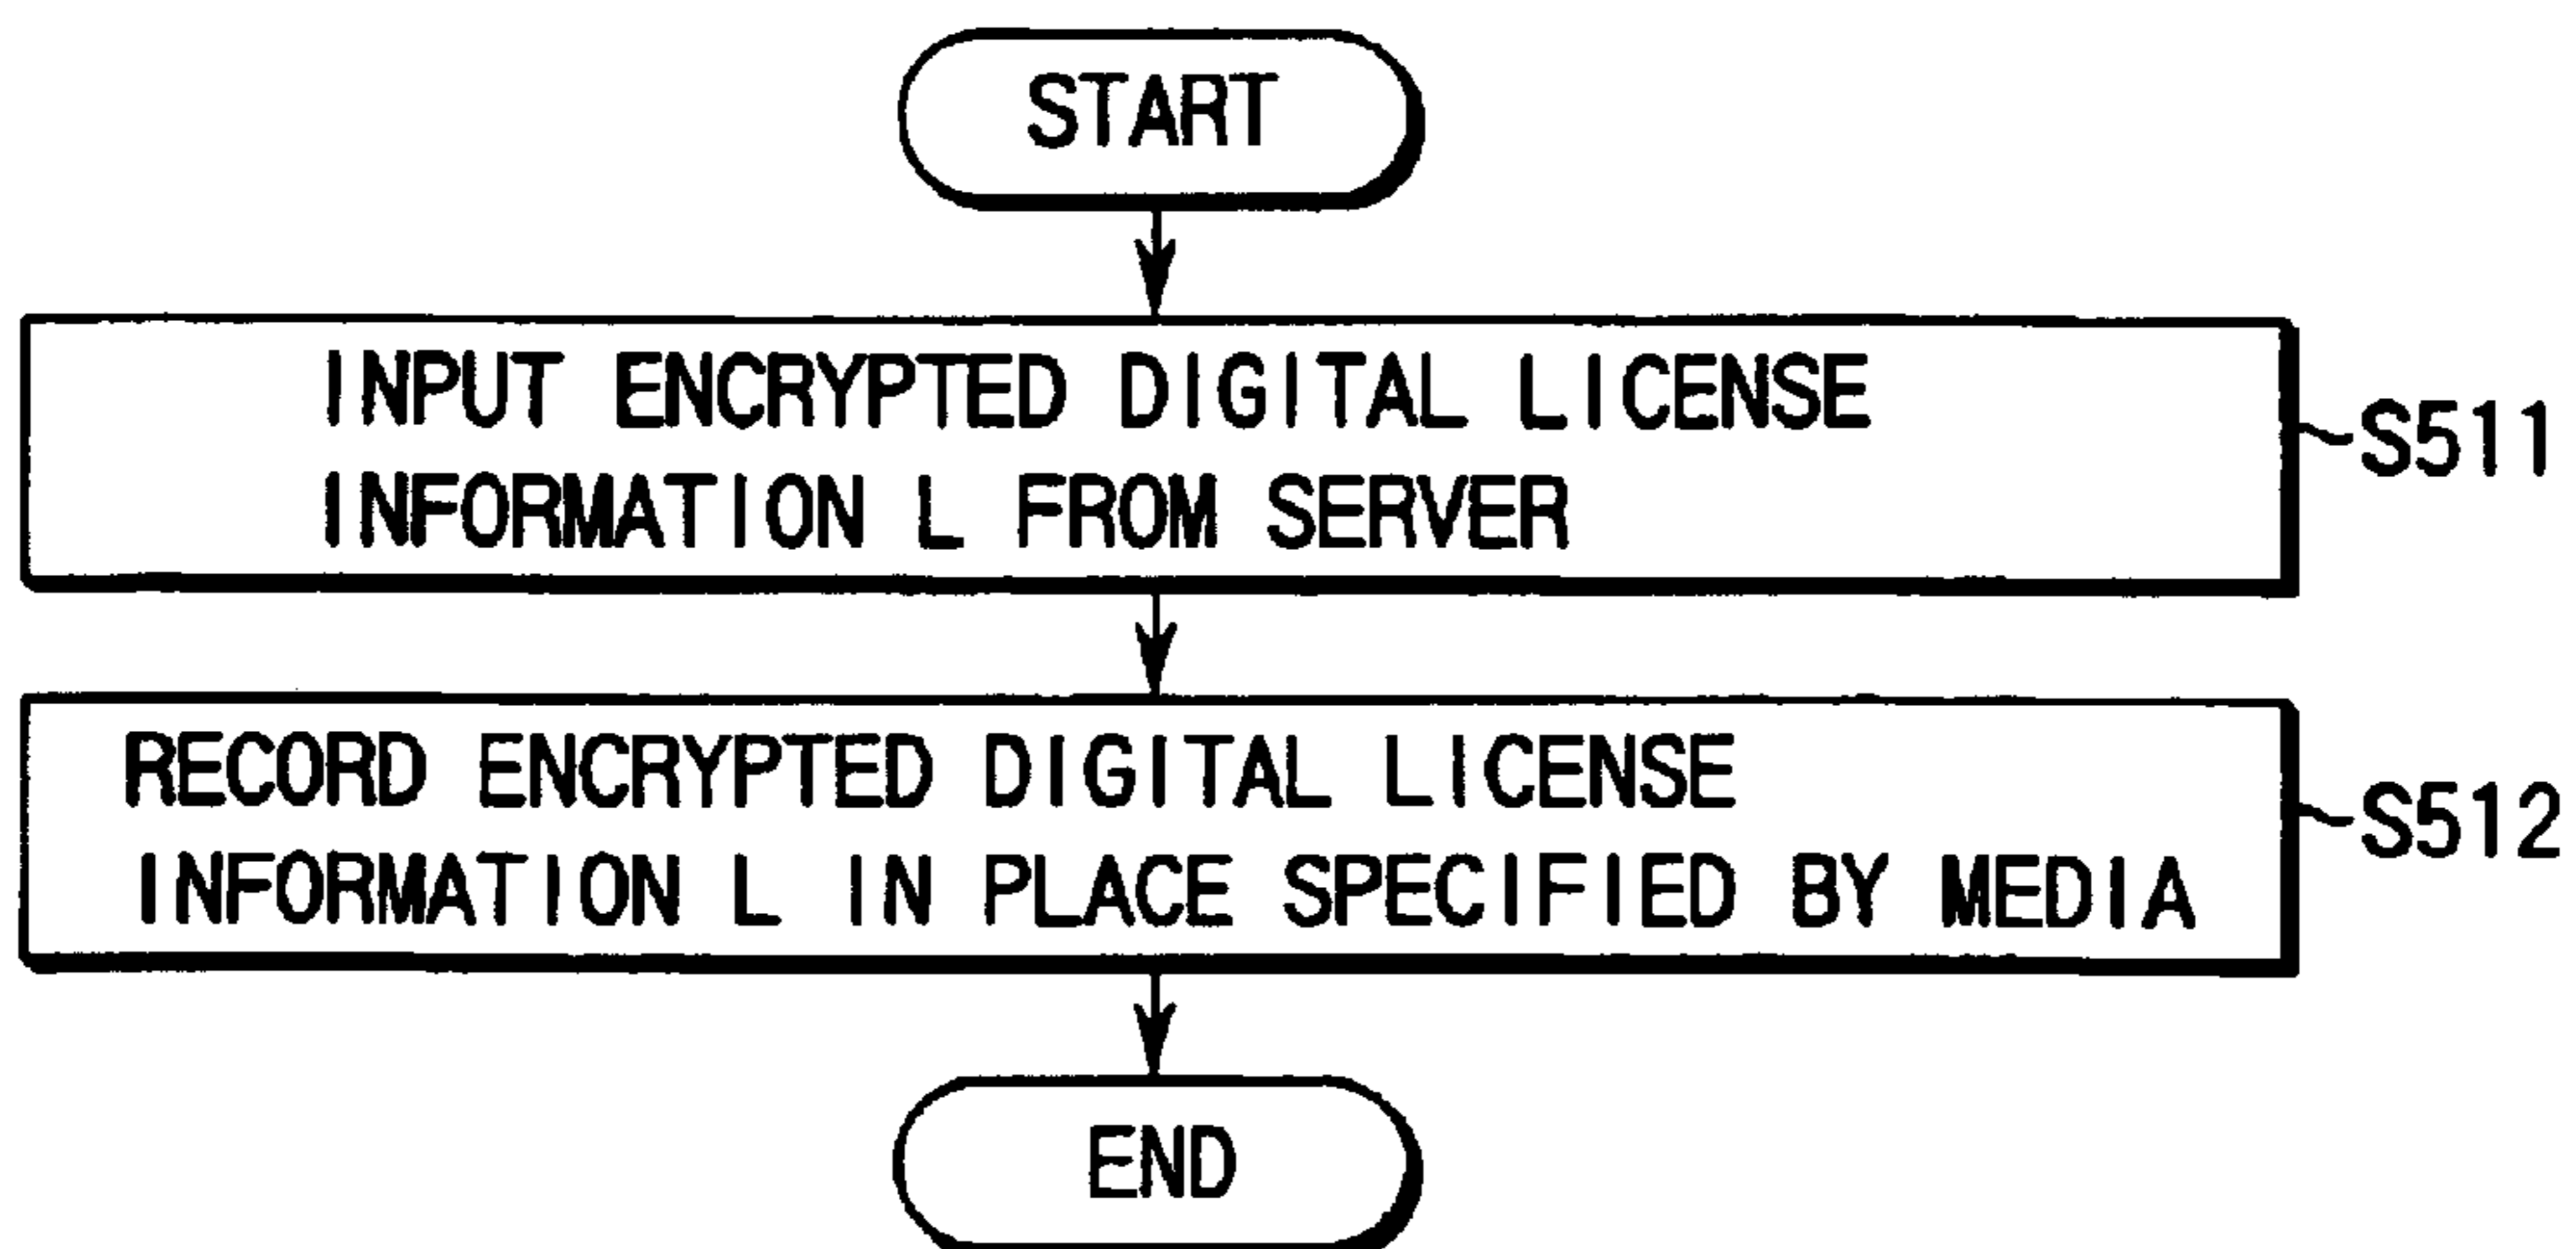 START
INPUT ENCRYPTED DIGITAL LICENSE
INFORMATION L FROM SERVER
S511
RECORD ENCRYPTED DIGITAL LICENSE
INFORMATION L IN PLACE SPECIFIED BY MEDIA
S512
END